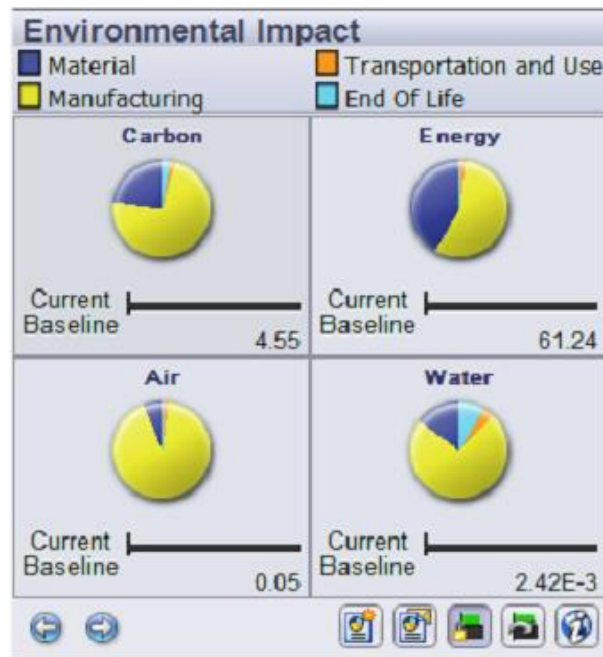 Environmental Impact
Material
Transportation and Use
Manufacturing
End Of Life
Carbon
Energy
Current
Baseline
4.55
Current
Baseline
61.24
Air
Water
Current
Baseline
0.05
Current
Baseline
2.42E-3